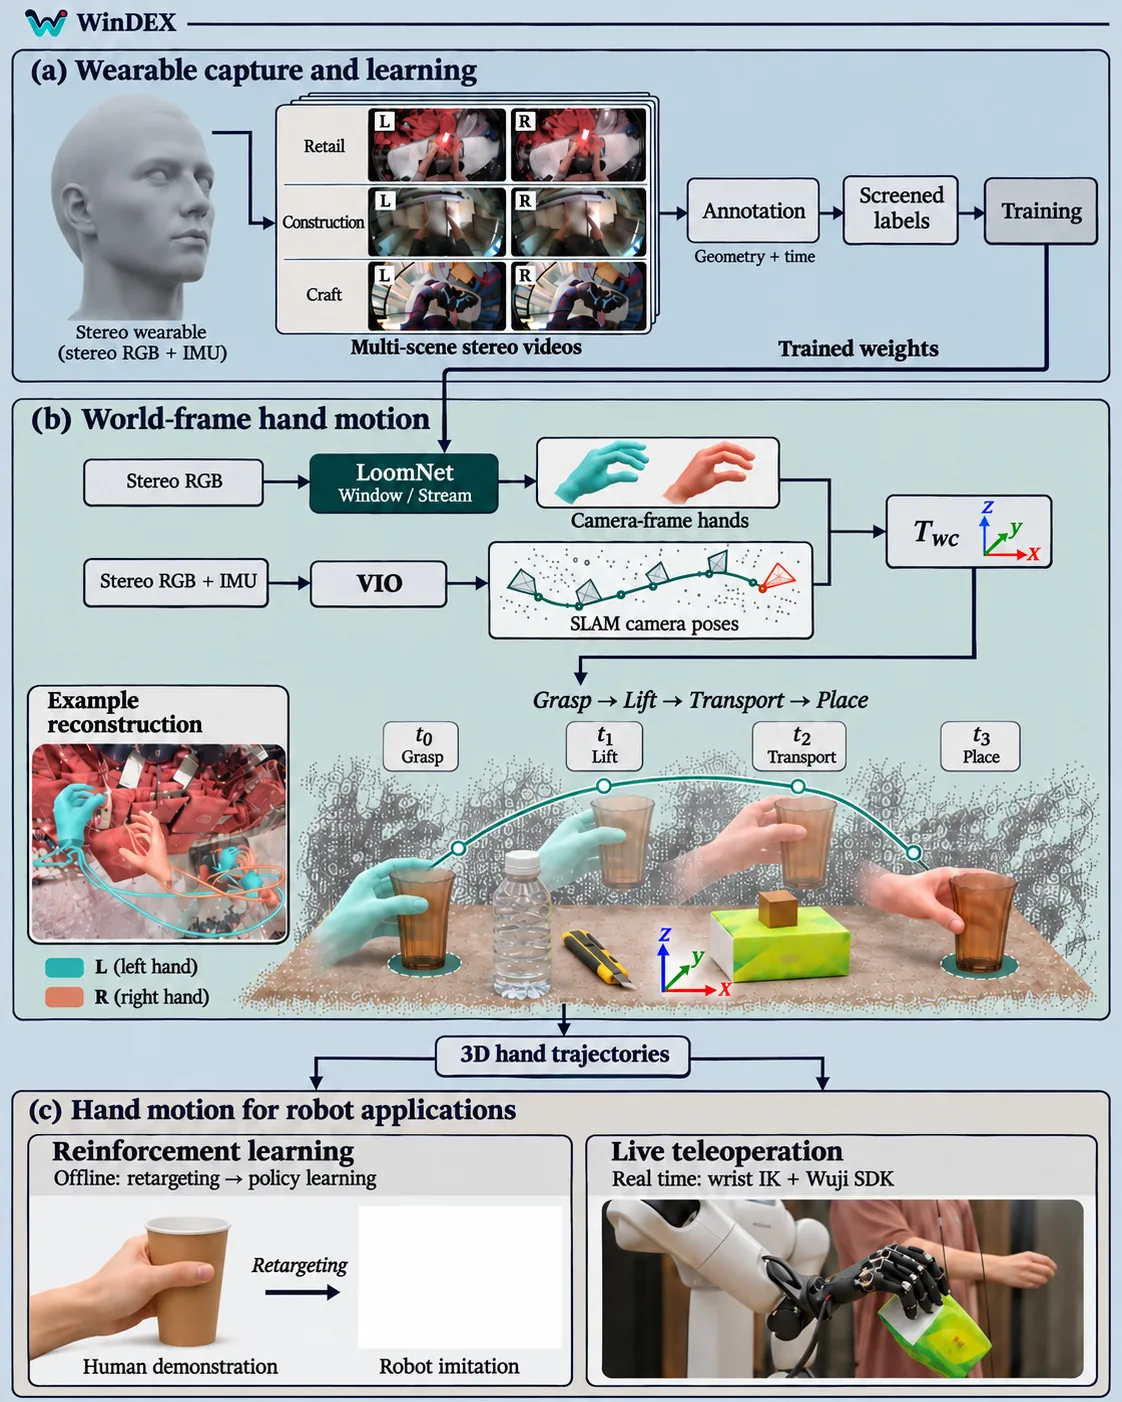 WinDEX
(a) Wearable capture and learning
Stereo wearable
(stereo RGB + IMU)
Retail
L
R
Construction
L
R
Craft
L
R
Multi-scene stereo videos
Annotation
Geometry + time
Screened
labels
Training
Trained weights
(b) World-frame hand motion
Stereo RGB
LoomNet
Window / Stream
Camera-frame hands
Stereo RGB + IMU
VIO
SLAM camera poses
T_WC
z
y
x
Grasp → Lift → Transport → Place
Example
reconstruction
L (left hand)
R (right hand)
t₀
Grasp
t₁
Lift
t₂
Transport
t₃
Place
z
y
x
3D hand trajectories
(c) Hand motion for robot applications
Reinforcement learning
Offline: retargeting → policy learning
Retargeting
Human demonstration
Robot imitation
Live teleoperation
Real time: wrist IK + Wuji SDK